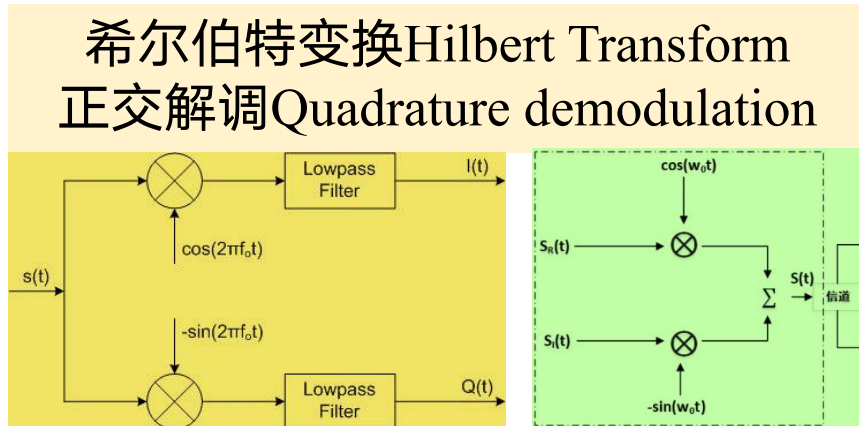 希尔伯特变换Hilbert Transform
正交解调Quadrature demodulation
Lowpass
Filter
I(t)
cos(2πfₒt)
s(t)
-sin(2πfₒt)
Lowpass
Filter
Q(t)
cos(w₀t)
S_R(t)
S(t)
Σ
信道
S_I(t)
-sin(w₀t)